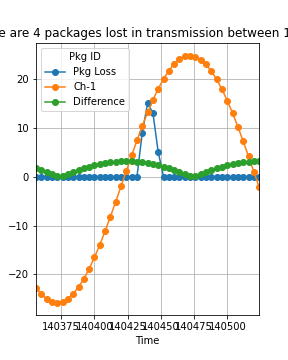 e are 4 packages lost in transmission between 1
Pkg ID
Pkg Loss
Ch-1
Difference
20
10
0
−10
−20
140375 140400 140425 140450 140475 140500
Time